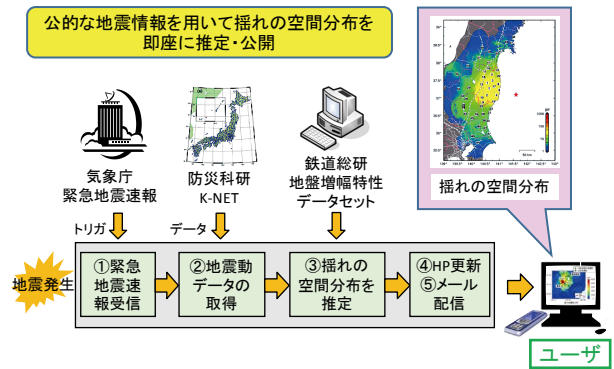 公的な地震情報を用いて揺れの空間分布を
即座に推定・公開
気象庁
緊急地震速報
防災科研
K-NET
鉄道総研
地盤増幅特性
データセット
揺れの空間分布
トリガ
データ
地震発生
①緊急
地震速
報受信
②地震動
データの
取得
③揺れの
空間分布を
推定
④HP更新
⑤メール
配信
ユーザ